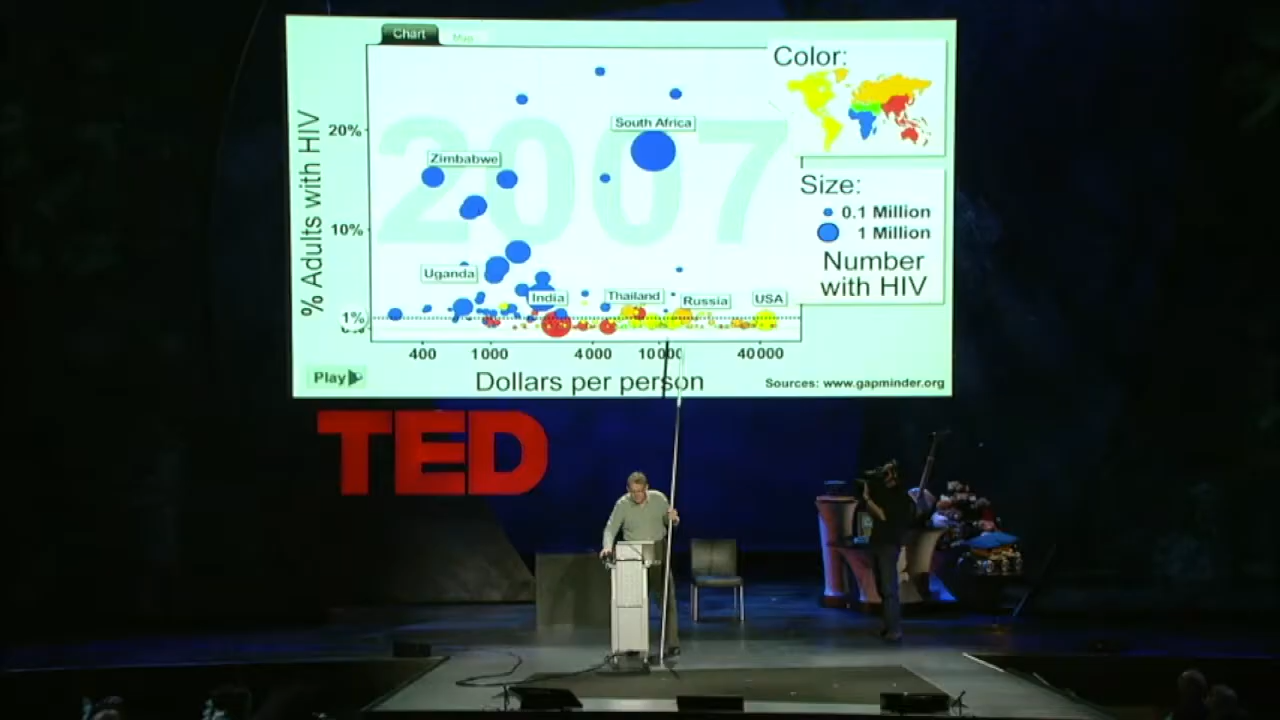 Chart
Map
Color:
2007
% Adults with HIV
20%
10%
1%
South Africa
Zimbabwe
Uganda
India
Thailand
Russia
USA
Size:
0.1 Million
1 Million
Number
with HIV
400
1000
4000
10000
40000
Play
Dollars per person
Sources: www.gapminder.org
TED